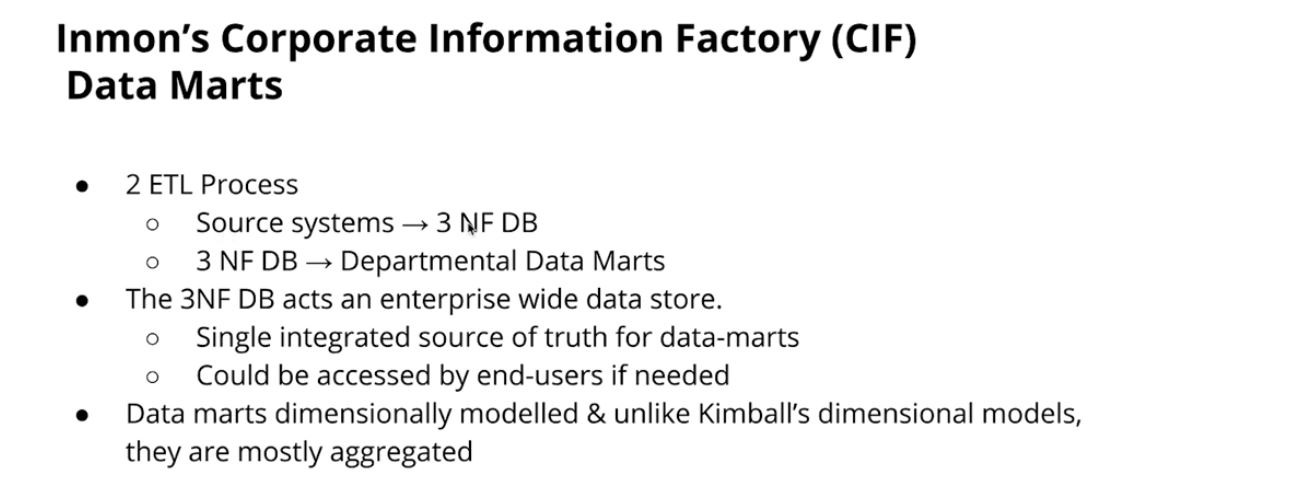 Inmon’s Corporate Information Factory (CIF)
Data Marts
● 2 ETL Process
○ Source systems → 3 NF DB
○ 3 NF DB → Departmental Data Marts
● The 3NF DB acts an enterprise wide data store.
○ Single integrated source of truth for data-marts
○ Could be accessed by end-users if needed
● Data marts dimensionally modelled & unlike Kimball’s dimensional models,
they are mostly aggregated